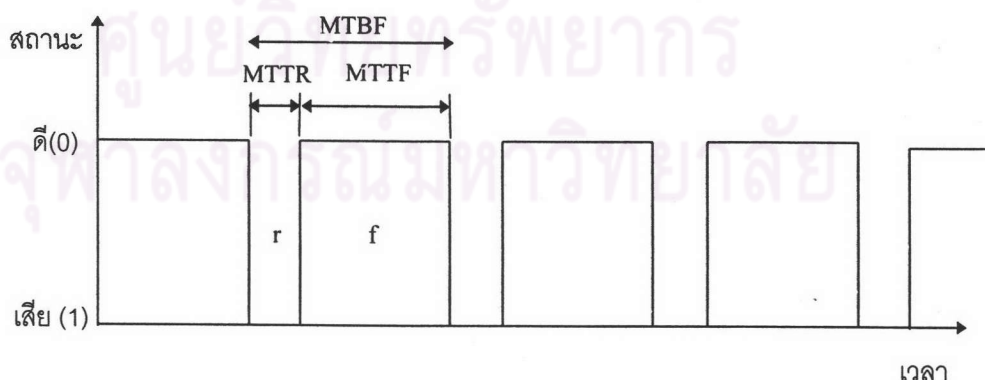 ศูนย์วิทยทรัพยากร
สถานะ
MTBF
MTTR
MTTF
ดี(0)
จุฬาลงกรณ์มหาวิทยาลัย
r
f
เสีย (1)
เวลา